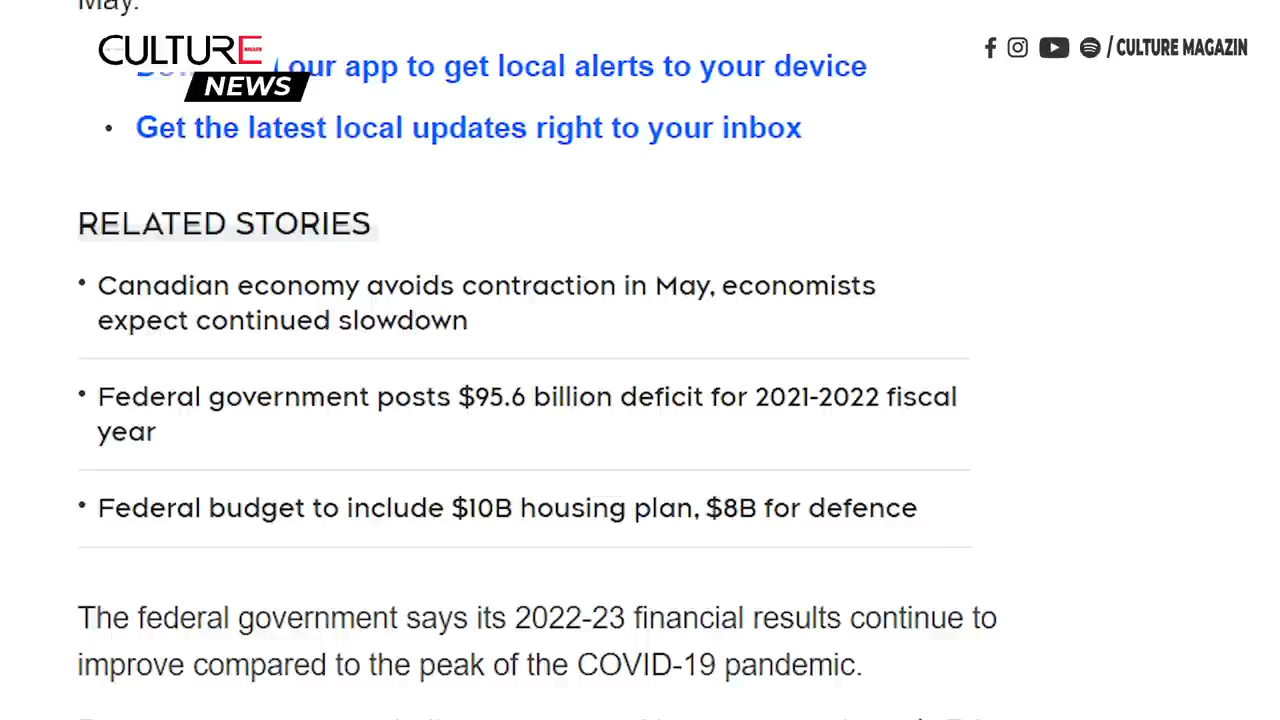 May.
CULTURE
NEWS
/ CULTURE MAGAZIN
our app to get local alerts to your device
• Get the latest local updates right to your inbox
RELATED STORIES
• Canadian economy avoids contraction in May, economists
expect continued slowdown
• Federal government posts $95.6 billion deficit for 2021-2022 fiscal
year
• Federal budget to include $10B housing plan, $8B for defence
The federal government says its 2022-23 financial results continue to
improve compared to the peak of the COVID-19 pandemic.